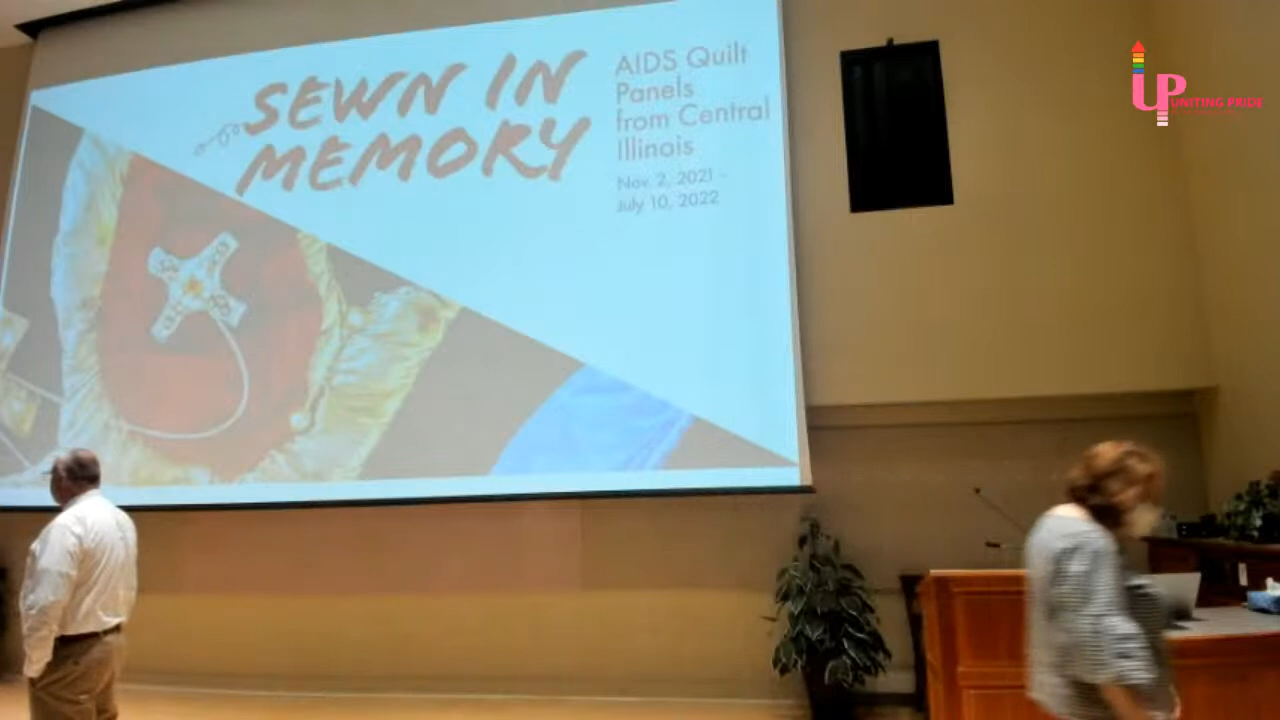 SEWN IN
MEMORY
AIDS Quilt
Panels
from Central
Illinois
Nov. 2, 2021 -
July 10, 2022
UP
UNITING PRIDE